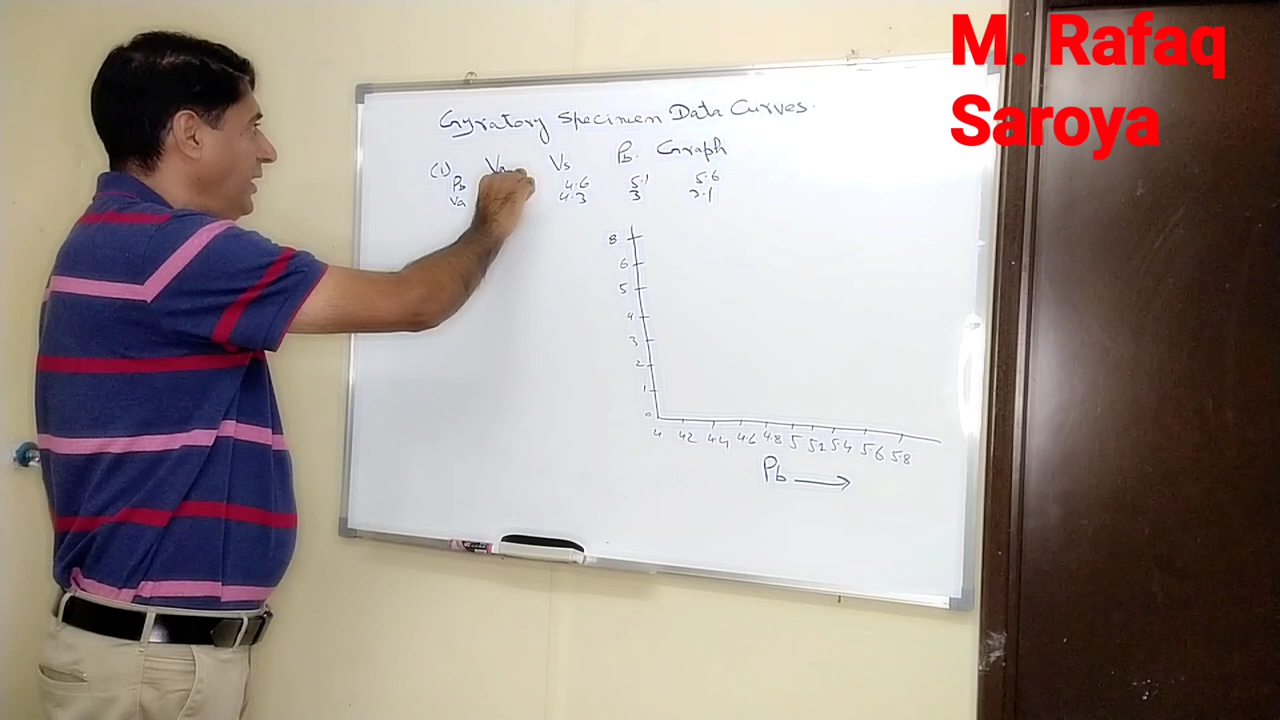 M. Rafaq
Saroya
Gyratory Specimen Data Curves.
(1) Va Vs Pb. Graph
Pb 4.6 5.1 5.6
Va 4.3 3 2.1
8
6
5
4
3
2
1
0
4 42 4.4 4.6 4.8 5 5.2 5.4 5.6 5.8
Pb →